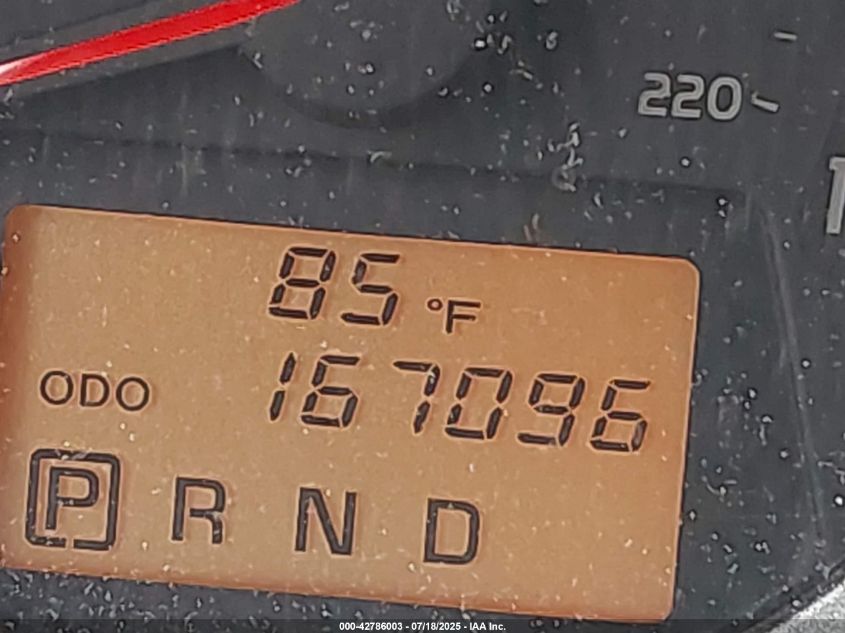 220
85 °F
ODO 167096
P R N D
000-42786003 - 07/18/2025 - IAA Inc.